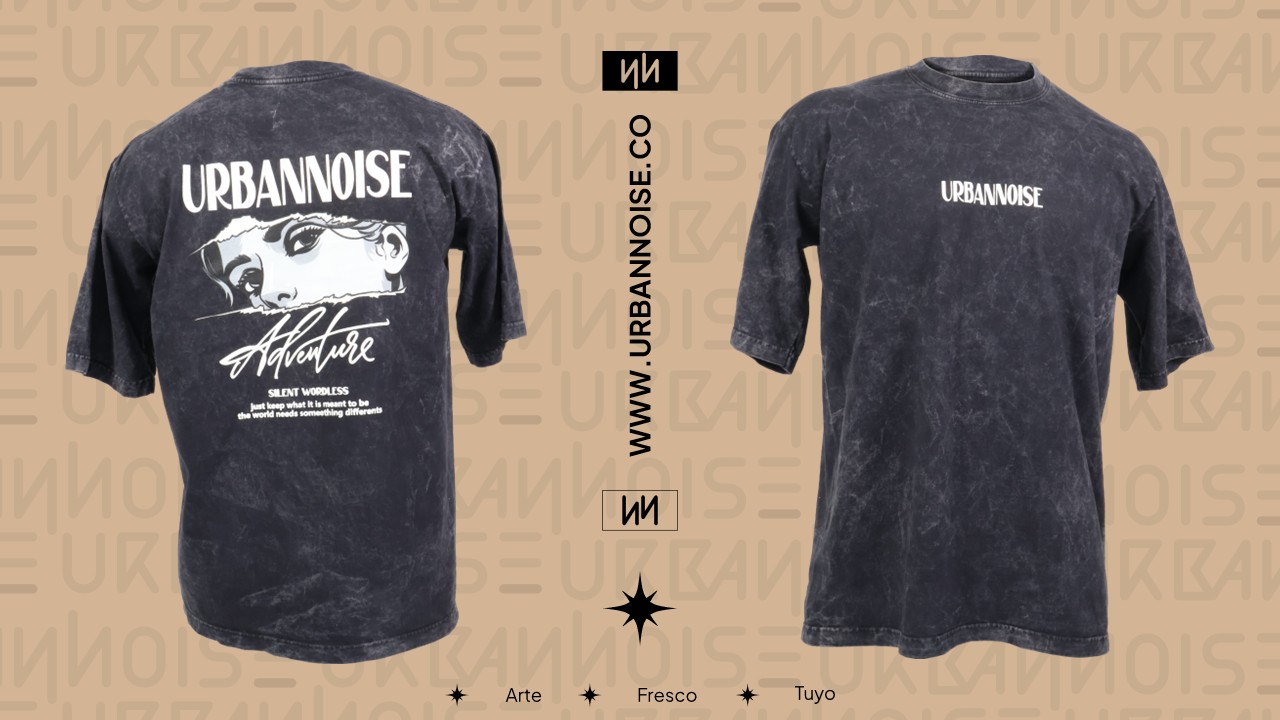 URBANNOISE
Adventure
SILENT WORDLESS
just keep what it is meant to be
the world needs soomething differents
WWW.URBANNOISE.CO
URBANNOISE
Arte
Fresco
Tuyo